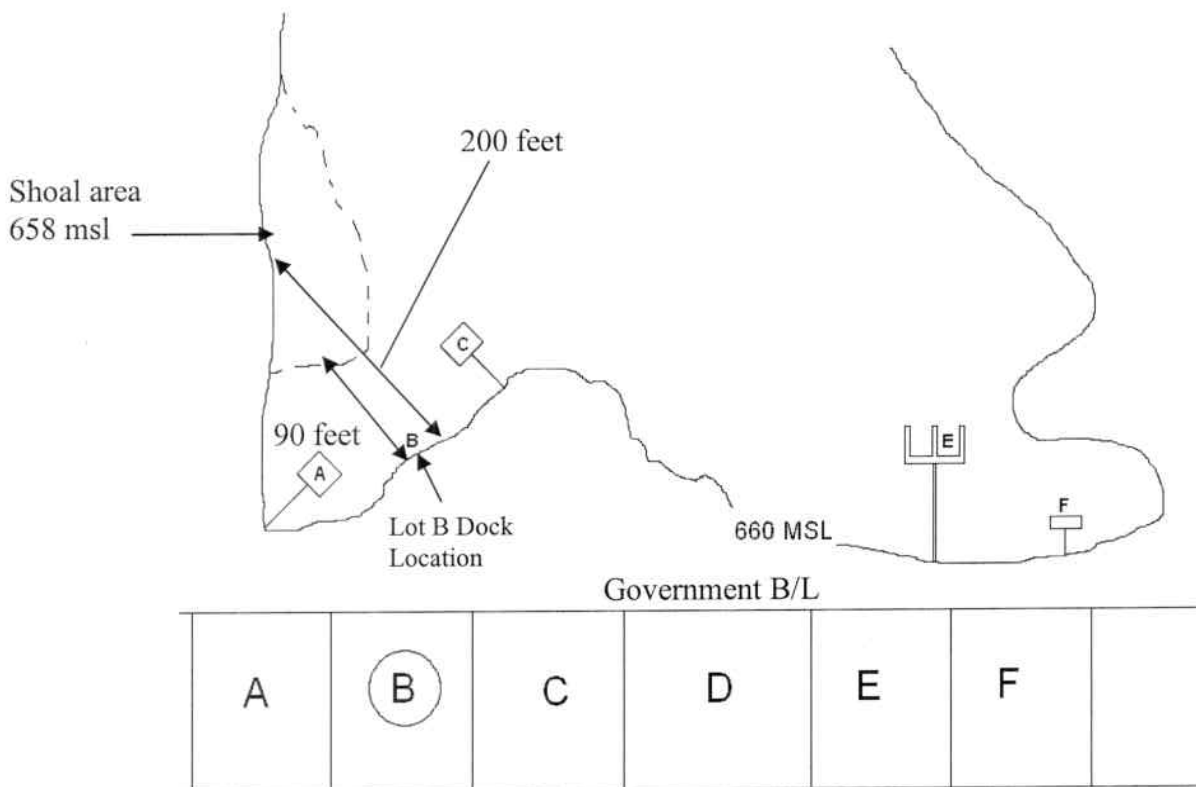 200 feet
Shoal area
658 msl
C
90 feet
B
A
E
Lot B Dock
Location
F
660 MSL
Government B/L
A
B
C
D
E
F